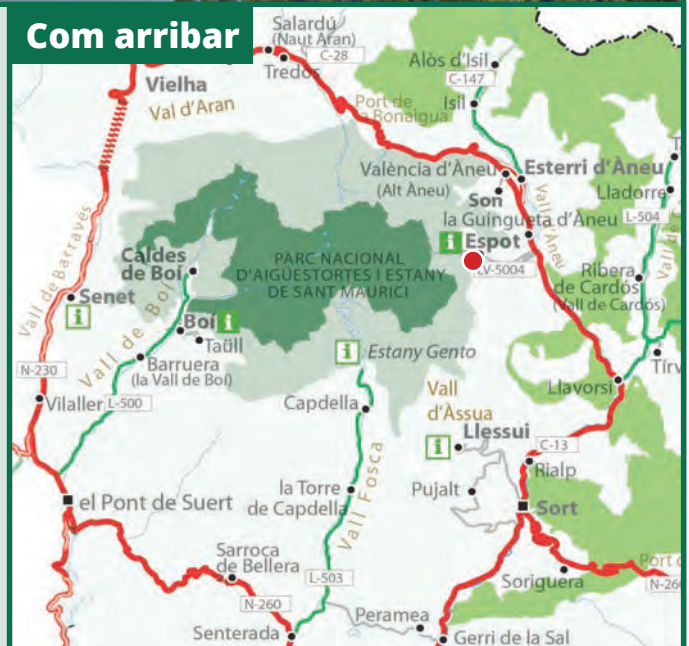 Com arribar
Salardú
(Naut Aran)
C-28
Tredòs
Vielha
Val d'Aran
Port de
la Bonaigua
Alòs d'Isil
C-147
Isil
València d'Àneu
(Alt Àneu)
Esterri d'Àneu
Son
la Guingueta d'Àneu
Vall d'Àneu
Lladorre
L-504
i Espot
LV-5004
Ribera
de Cardós
(Vall de Cardós)
PARC NACIONAL
D'AIGÜESTORTES I ESTANY
DE SANT MAURICI
Caldes
de Boí
Vall de Barravés
Senet
i
Vall de Boí
Boí i
Taüll
Barruera
(la Vall de Boí)
N-230
Vilaller
L-500
i Estany Gento
Capdella
Vall
d'Àssua
Llavorsí
Llessui
i
C-13
Rialp
Pujalt
Sort
el Pont de Suert
la Torre
de Capdella
Vall Fosca
Sarroca
de Bellera
L-503
N-260
Senterada
Peramea
Gerri de la Sal
Soriguera
Port